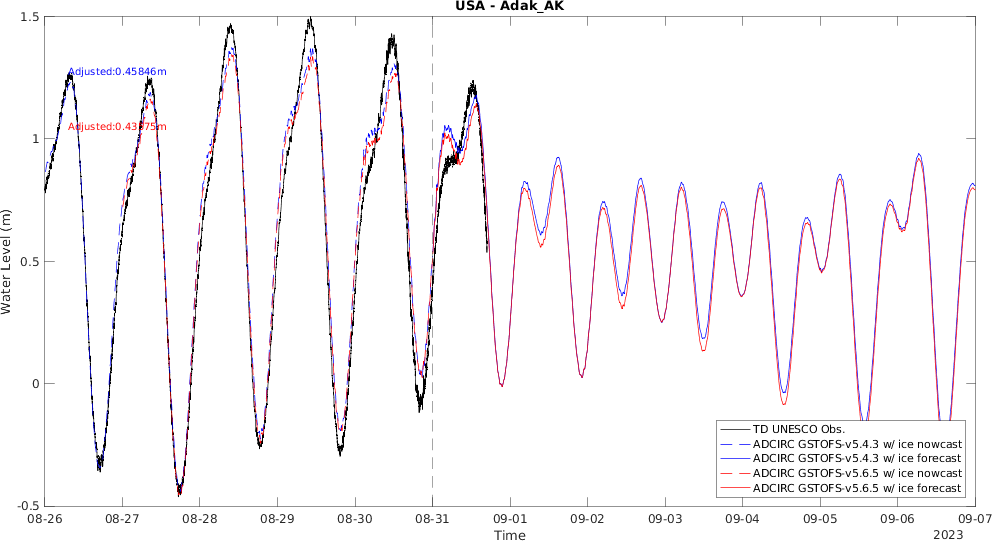 USA - Adak_AK
1.5
1
0.5
0
-0.5
Water Level (m)
Adjusted:0.45846m
TD UNESCO Obs.
ADCIRC GSTOFS-v5.4.3 w/ ice nowcast
ADCIRC GSTOFS-v5.4.3 w/ ice forecast
ADCIRC GSTOFS-v5.6.5 w/ ice nowcast
ADCIRC GSTOFS-v5.6.5 w/ ice forecast
08-26 08-27 08-28 08-29 08-30 08-31 09-01 09-02 09-03 09-04 09-05 09-06 09-07
Time
2023